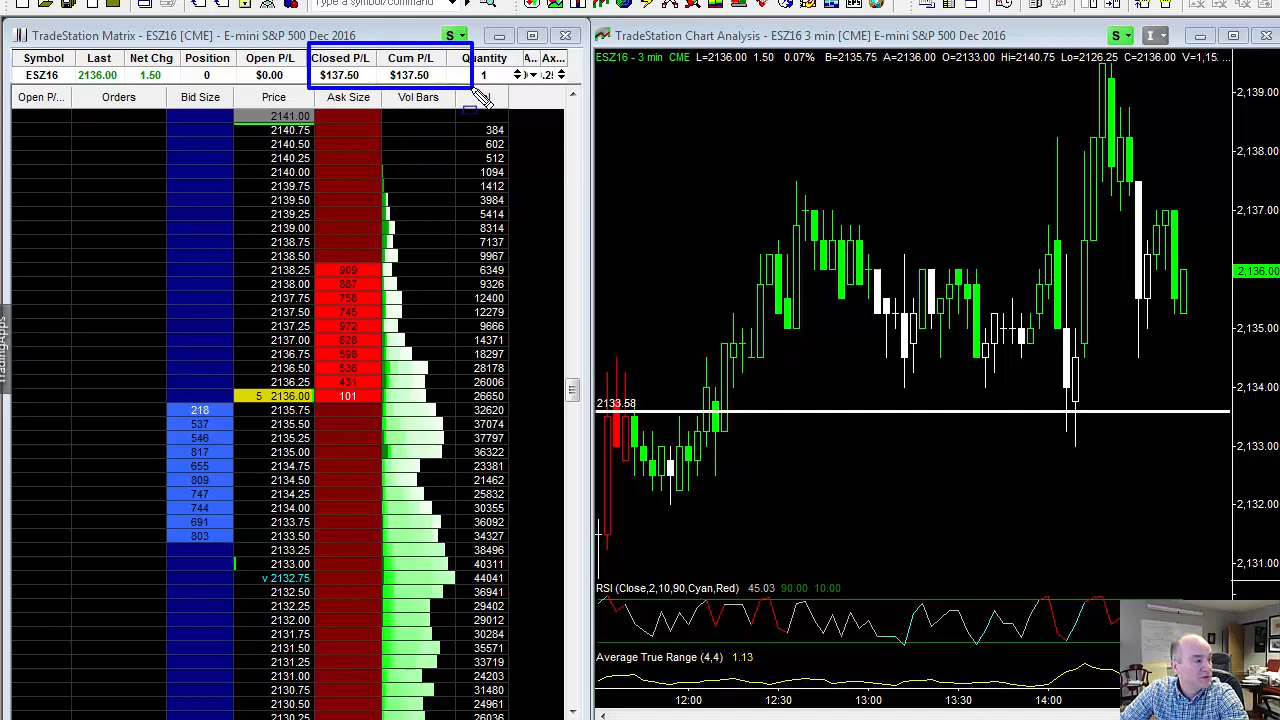 Type a symbol/command
TradeStation Matrix - ESZ16 [CME] - E-mini S&P 500 Dec 2016
S
Symbol Last Net Chg Position Open P/L Closed P/L Cum P/L Quantity A.. Ax...
ESZ16 2136.00 1.50 0 $0.00 $137.50 $137.50 1
Open P/... Orders Bid Size Price Ask Size Vol Bars
2141.00
2140.75 384
2140.50 602
2140.25 512
2140.00 1094
2139.75 1412
2139.50 3984
2139.25 5414
2139.00 8314
2138.75 7137
2138.50 9967
2138.25 909 6349
2138.00 887 9326
2137.75 758 12400
2137.50 745 12279
2137.25 972 9666
2137.00 628 14371
2136.75 598 18297
2136.50 536 28178
2136.25 431 26006
5 2136.00 101 26650
218 2135.75 32620
537 2135.50 37074
546 2135.25 37797
817 2135.00 36322
655 2134.75 23381
809 2134.50 21462
747 2134.25 25832
744 2134.00 30355
691 2133.75 36092
803 2133.50 34327
2133.25 38496
2133.00 40311
v 2132.75 44041
2132.50 36941
2132.25 29402
2132.00 29012
2131.75 30284
2131.50 35571
2131.25 33719
2131.00 24203
2130.75 31480
2130.50 24961
2130.25 26036
TradingApps
TradeStation Chart Analysis - ESZ16 3 min [CME] E-mini S&P 500 Dec 2016
S I
ESZ16 - 3 min CME L=2136.00 1.50 0.07% B=2135.75 A=2136.00 O=2133.00 Hi=2140.75 Lo=2126.25 C=2136.00 V=1,15...
2,139.00
2,138.00
2,137.00
2,136.00
2,135.00
2,134.00
2,133.00
2,132.00
2,131.00
2133.58
RSI (Close,2,10,90,Cyan,Red) 45.03 90.00 10.00
Average True Range (4,4) 1.13
12:00 12:30 13:00 13:30 14:00